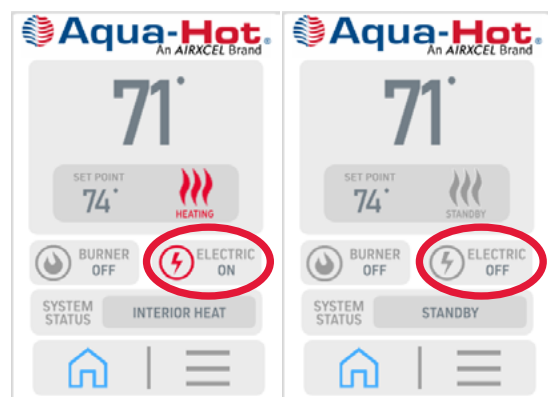 Aqua-Hot.
An AIRXCEL Brand
71°
SET POINT
74°
HEATING
BURNER
OFF
ELECTRIC
ON
SYSTEM
STATUS
INTERIOR HEAT
Aqua-Hot.
An AIRXCEL Brand
71°
SET POINT
74°
STANDBY
BURNER
OFF
ELECTRIC
OFF
SYSTEM
STATUS
STANDBY